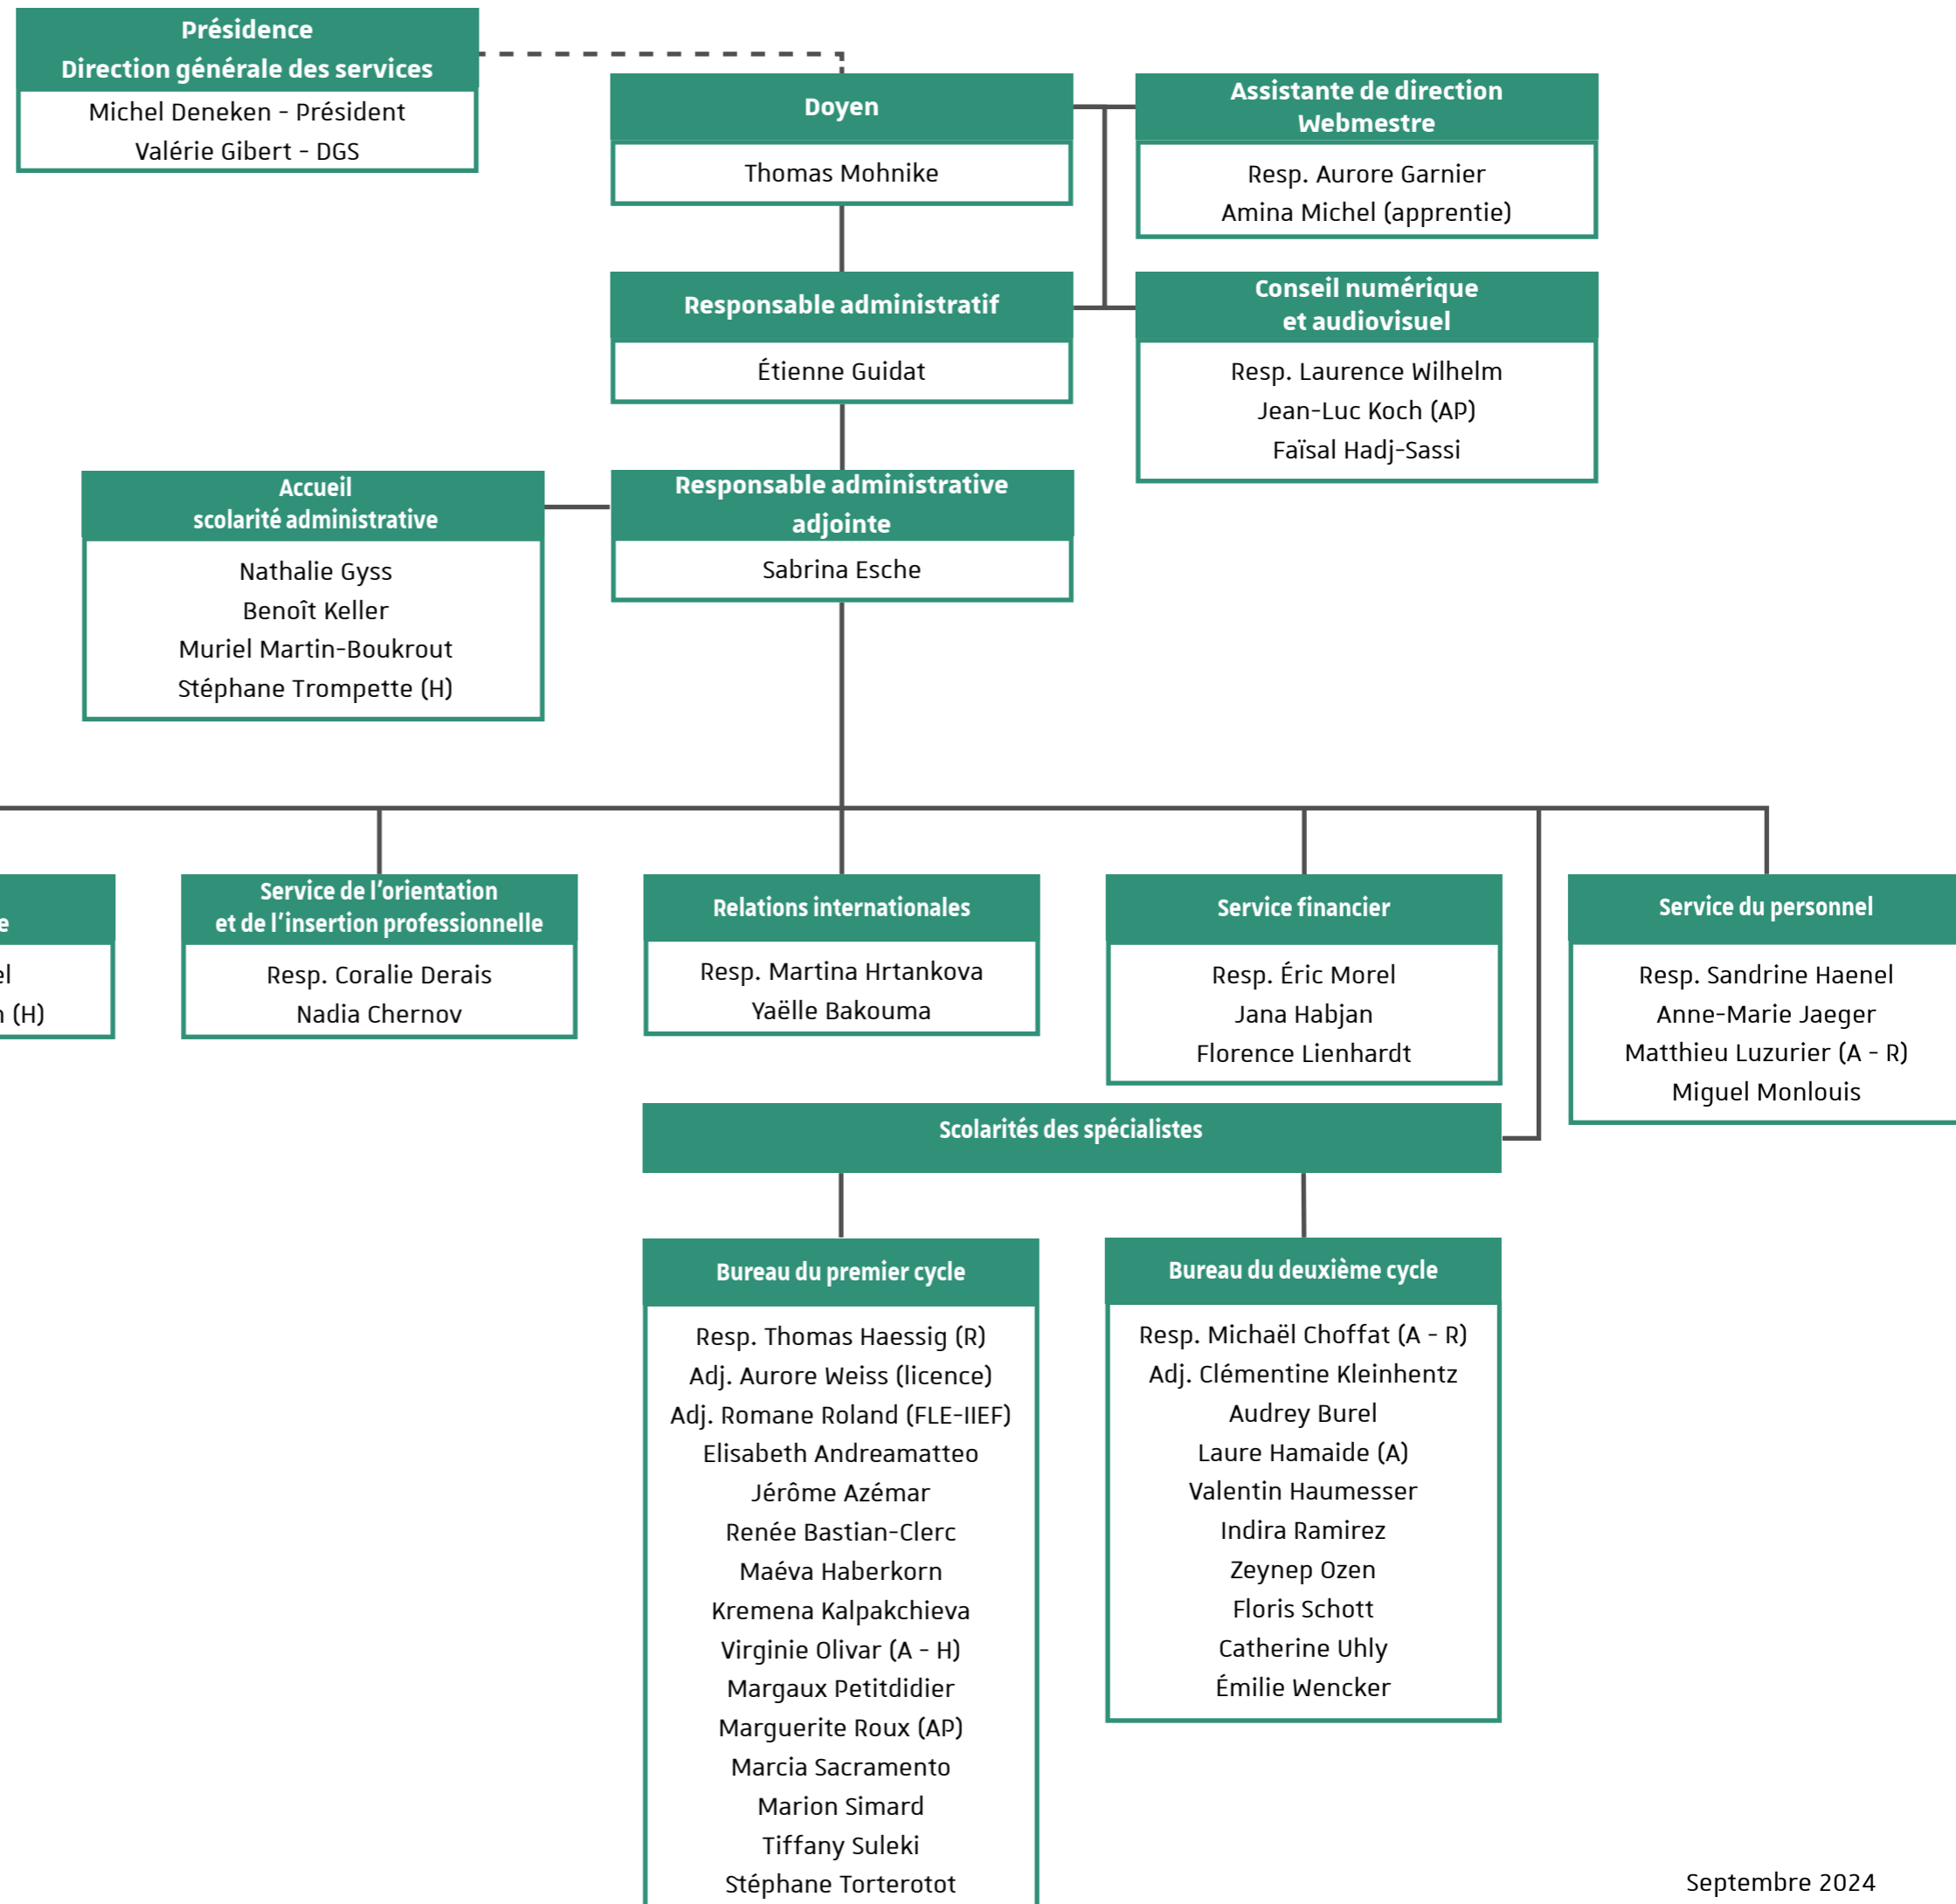 Présidence
Direction générale des services
Michel Deneken - Président
Valérie Gibert - DGS
Doyen
Thomas Mohnike
Assistante de direction
Webmestre
Resp. Aurore Garnier
Amina Michel (apprentie)
Responsable administratif
Étienne Guidat
Conseil numérique
et audiovisuel
Resp. Laurence Wilhelm
Jean-Luc Koch (AP)
Faïsal Hadj-Sassi
Accueil
scolarité administrative
Nathalie Gyss
Benoît Keller
Muriel Martin-Boukrout
Stéphane Trompette (H)
Responsable administrative
adjointe
Sabrina Esche
e
el
(H)
Service de l'orientation
et de l'insertion professionnelle
Resp. Coralie Derais
Nadia Chernov
Relations internationales
Resp. Martina Hrtankova
Yaëlle Bakouma
Service financier
Resp. Éric Morel
Jana Habjan
Florence Lienhardt
Service du personnel
Resp. Sandrine Haenel
Anne-Marie Jaeger
Matthieu Luzurier (A - R)
Miguel Monlouis
Scolarités des spécialistes
Bureau du premier cycle
Resp. Thomas Haessig (R)
Adj. Aurore Weiss (licence)
Adj. Romane Roland (FLE-IIEF)
Elisabeth Andreamatteo
Jérôme Azémar
Renée Bastian-Clerc
Maéva Haberkorn
Kremena Kalpakchieva
Virginie Olivar (A - H)
Margaux Petitdidier
Marguerite Roux (AP)
Marcia Sacramento
Marion Simard
Tiffany Suleki
Stéphane Torterotot
Bureau du deuxième cycle
Resp. Michaël Choffat (A - R)
Adj. Clémentine Kleinhentz
Audrey Burel
Laure Hamaide (A)
Valentin Haumesser
Indira Ramirez
Zeynep Ozen
Floris Schott
Catherine Uhly
Émilie Wencker
Septembre 2024